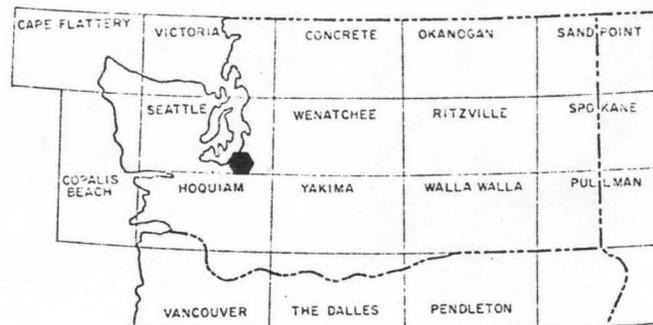 CAPE FLATTERY
VICTORIA
CONCRETE
OKANOGAN
SAND POINT
SEATTLE
WENATCHEE
RITZVILLE
SPOKANE
COPALIS
BEACH
HOQUIAM
YAKIMA
WALLA WALLA
PULLMAN
VANCOUVER
THE DALLES
PENDLETON